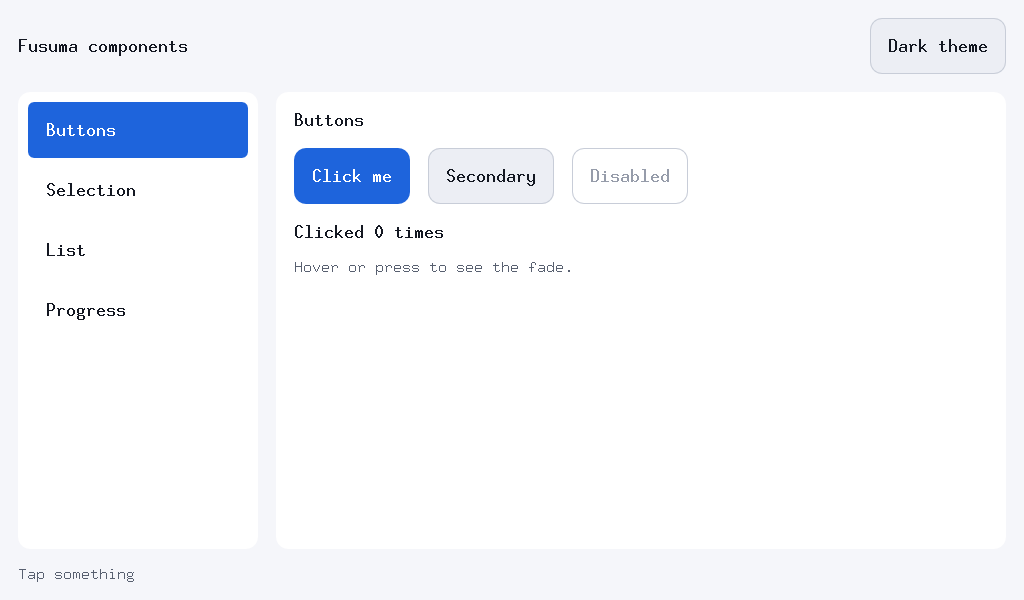 Fusuma components
Dark theme
Buttons
Selection
List
Progress
Buttons
Click me
Secondary
Disabled
Clicked 0 times
Hover or press to see the fade.
Tap something